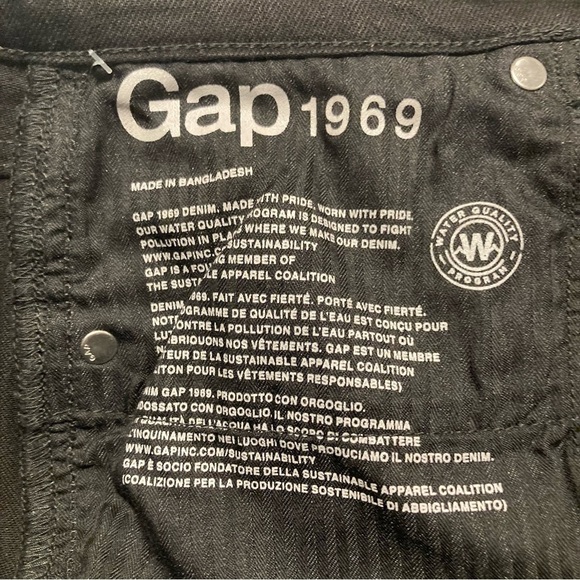 Gap 1969
MADE IN BANGLADESH
GAP 1969 DENIM. MADE WITH PRIDE. WORN WITH PRIDE.
OUR WATER QUALITY PROGRAM IS DESIGNED TO FIGHT
POLLUTION IN PLACES WHERE WE MAKE OUR DENIM.
WWW.GAPINC.COM/SUSTAINABILITY
GAP IS A FOUNDING MEMBER OF
THE SUSTAINABLE APPAREL COALITION
WATER QUALITY
W
PROGRAM
DENIM 1969. FAIT AVEC FIERTÉ. PORTÉ AVEC FIERTÉ.
PROGRAMME DE QUALITÉ DE L'EAU EST CONÇU POUR
CONTRE LA POLLUTION DE L'EAU PARTOUT OÙ
FABRIQUONS NOS VÊTEMENTS. GAP EST UN MEMBRE
DE LA SUSTAINABLE APPAREL COALITION
POUR LES VÊTEMENTS RESPONSABLES)
GAP 1969. PRODOTTO CON ORGOGLIO.
CON ORGOGLIO. IL NOSTRO PROGRAMMA
QUALITÀ DELL'ACQUA HA LO SCOPO DI COMBATTERE
L'INQUINAMENTO NEI LUOGHI DOVE PRODUCIAMO IL NOSTRO DENIM.
WWW.GAPINC.COM/SUSTAINABILITY
GAP È SOCIO FONDATORE DELLA SUSTAINABLE APPAREL COALITION
(COALIZIONE PER LA PRODUZIONE SOSTENIBILE DI ABBIGLIAMENTO)